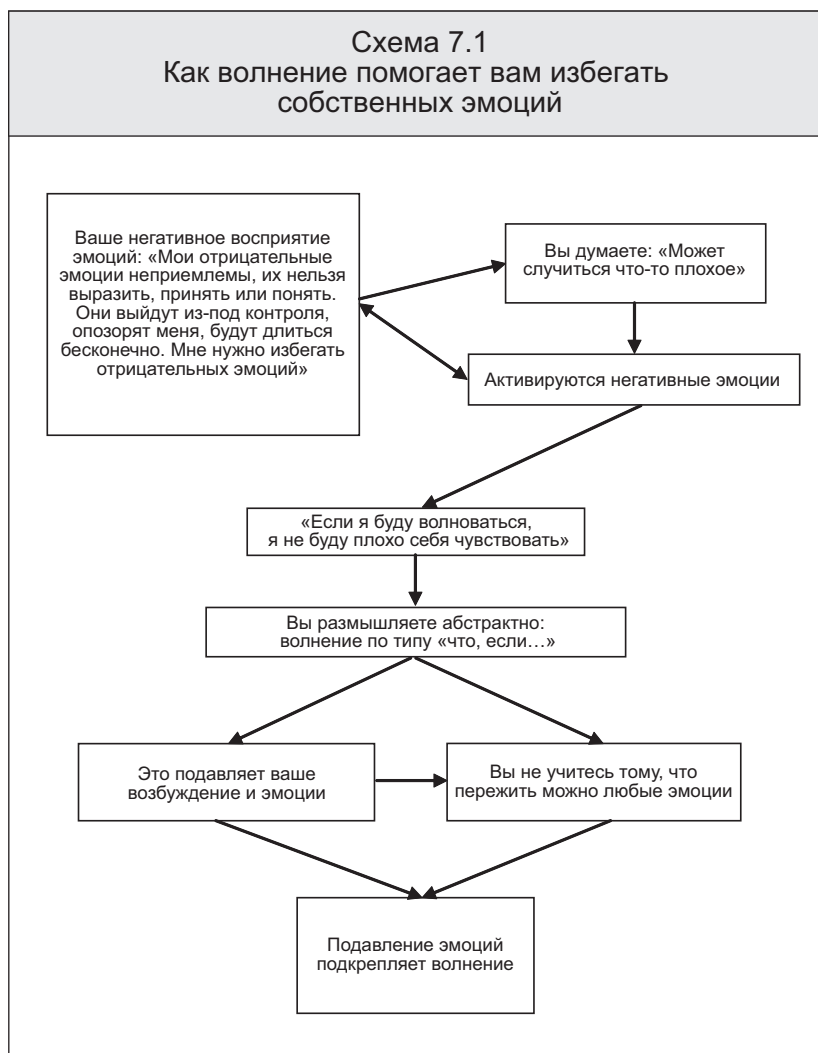 Схема 7.1
Как волнение помогает вам избегать
собственных эмоций
Ваше негативное восприятие
эмоций: «Мои отрицательные
эмоции неприемлемы, их нельзя
выразить, принять или понять.
Они выйдут из-под контроля,
опозорят меня, будут длиться
бесконечно. Мне нужно избегать
отрицательных эмоций»
Вы думаете: «Может
случиться что-то плохое»
Активируются негативные эмоции
«Если я буду волноваться,
я не буду плохо себя чувствовать»
Вы размышляете абстрактно:
волнение по типу «что, если…»
Это подавляет ваше
возбуждение и эмоции
Вы не учитесь тому, что
пережить можно любые эмоции
Подавление эмоций
подкрепляет волнение